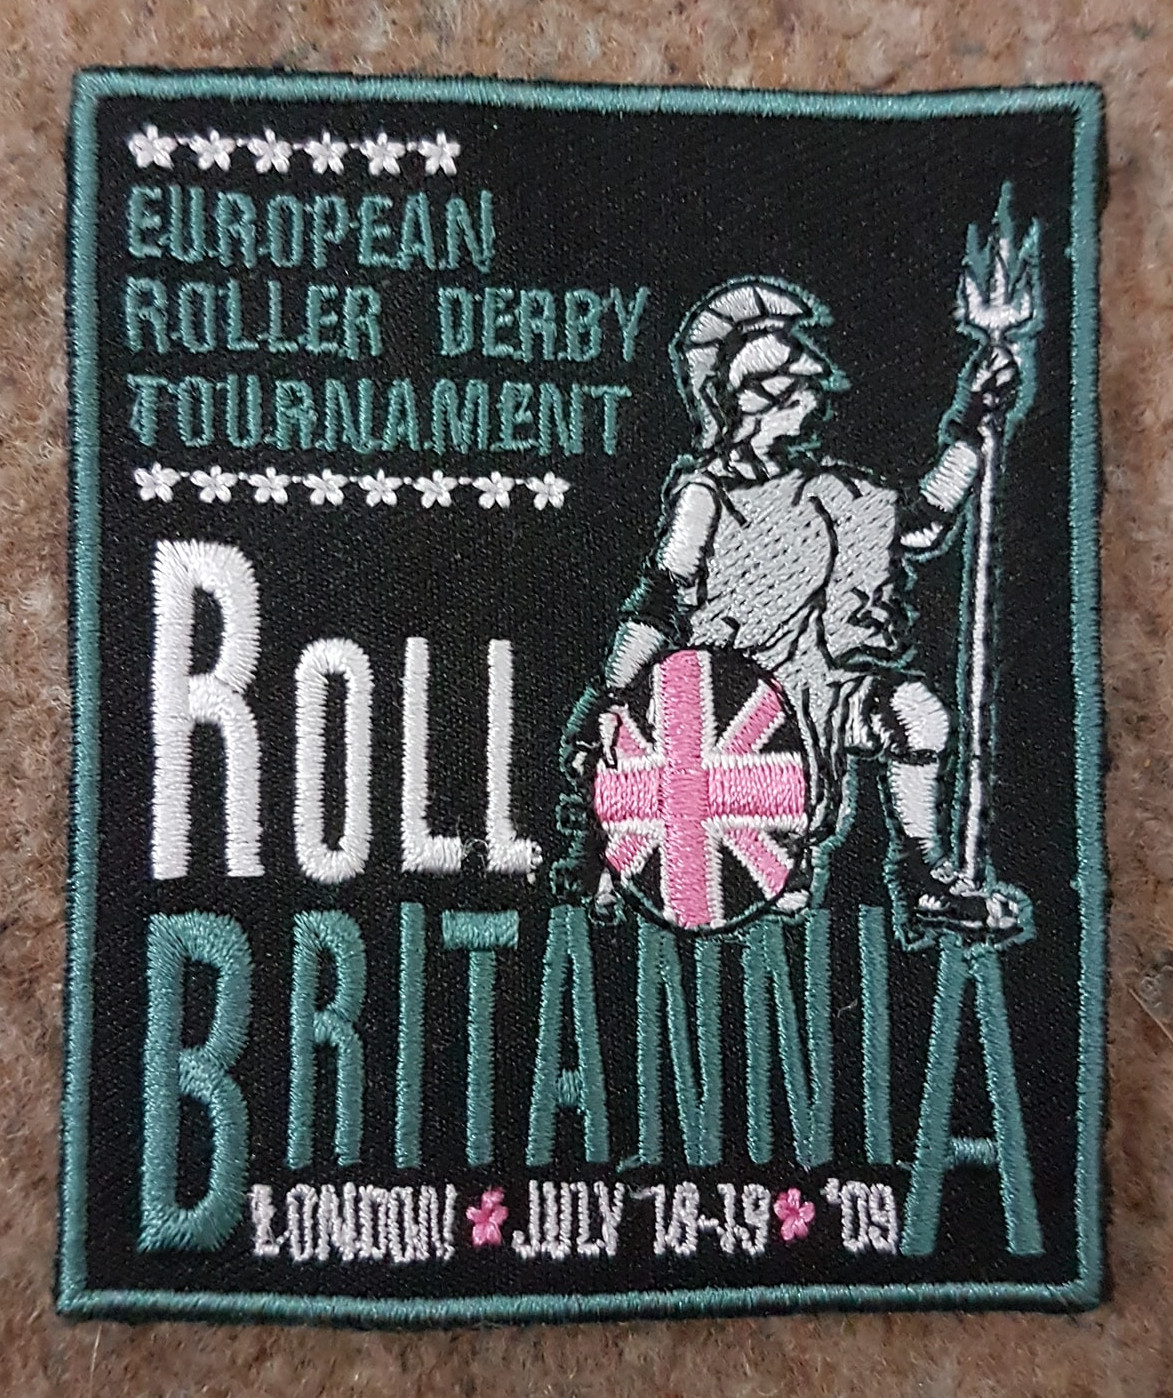 EUROPEAN
ROLLER DERBY
TOURNAMENT
ROLL
BRITANNIA
LONDON JULY 18-19 '09